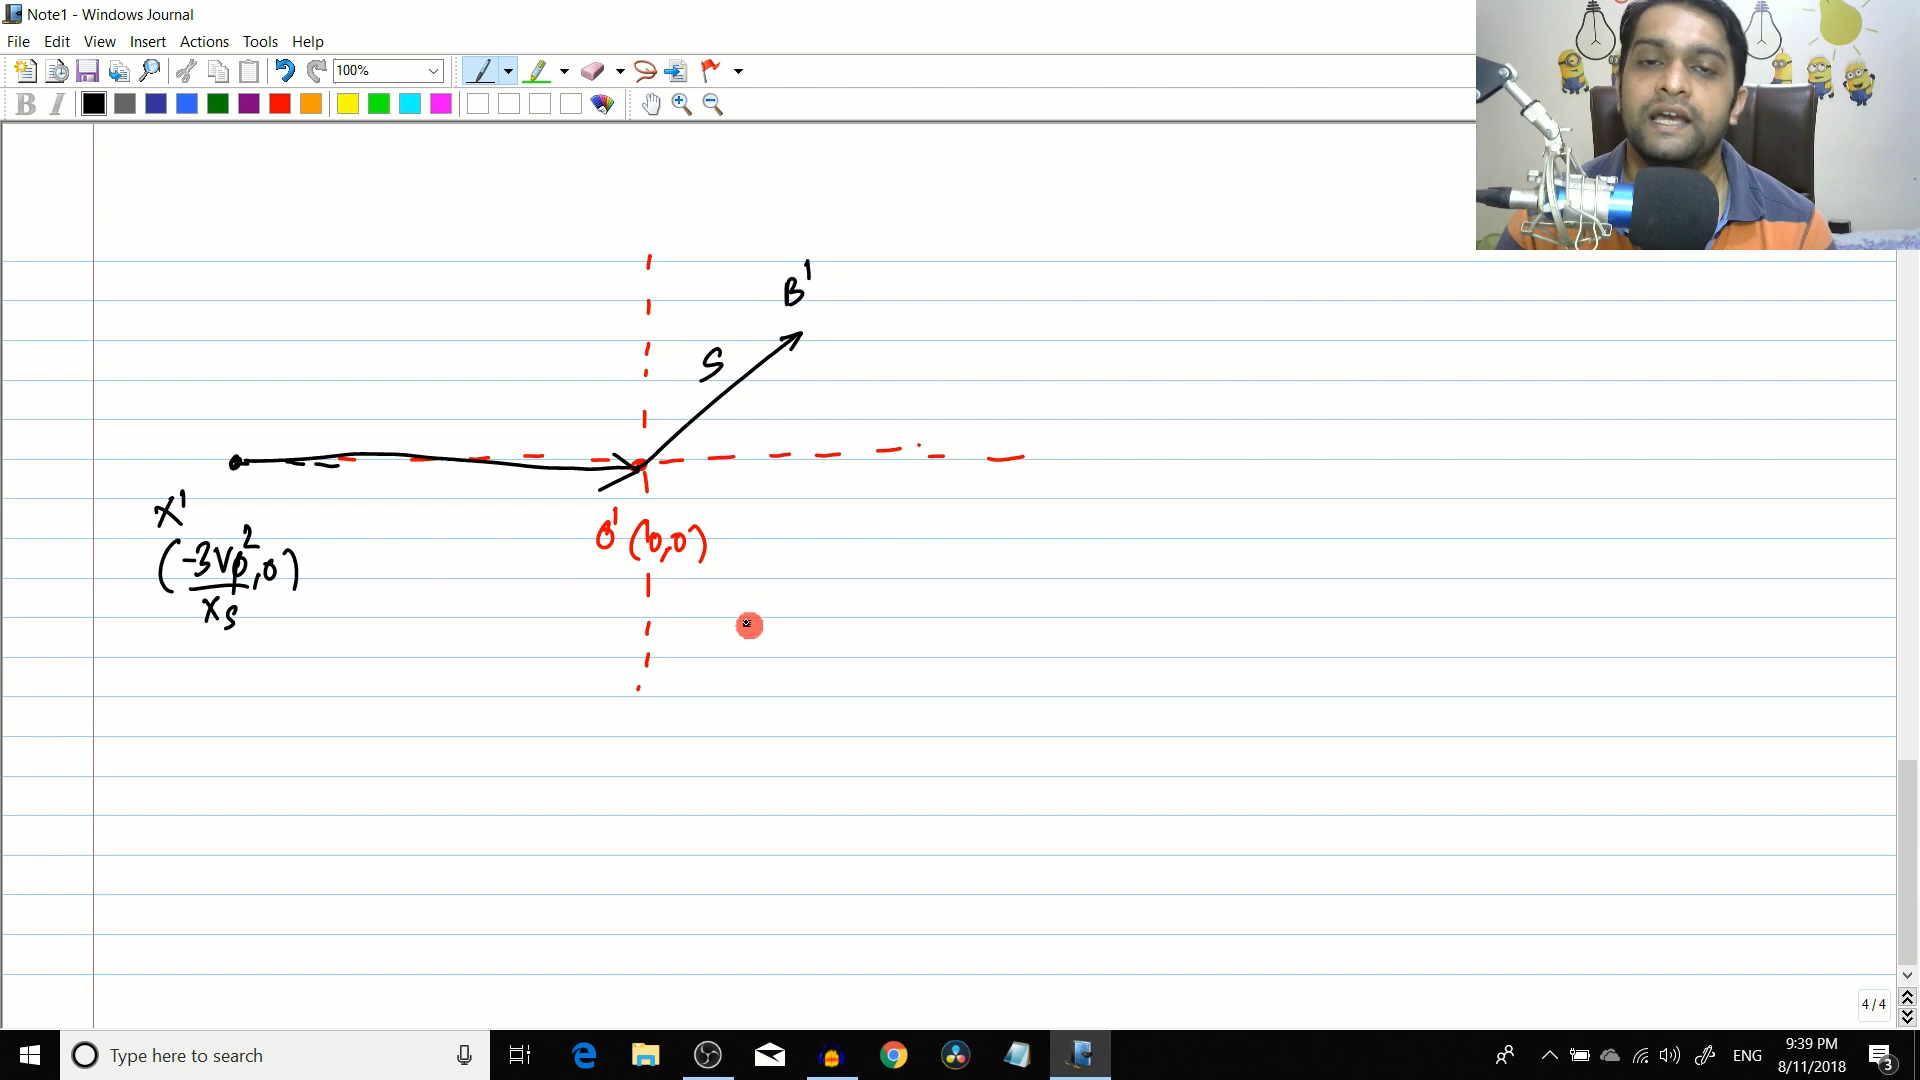 Note1 - Windows Journal
File Edit View Insert Actions Tools Help
100%
B I
B'
S
X'
O' (0,0)
(-3Vp²/Xs, 0)
4 / 4
Type here to search
ENG
9:39 PM
8/11/2018
3